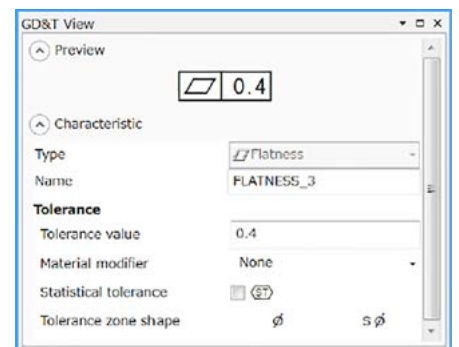 GD&T View
Preview
⏥ 0.4
Characteristic
Type ⏥ Flatness
Name FLATNESS_3
Tolerance
Tolerance value 0.4
Material modifier None
Statistical tolerance ST
Tolerance zone shape ø Sø